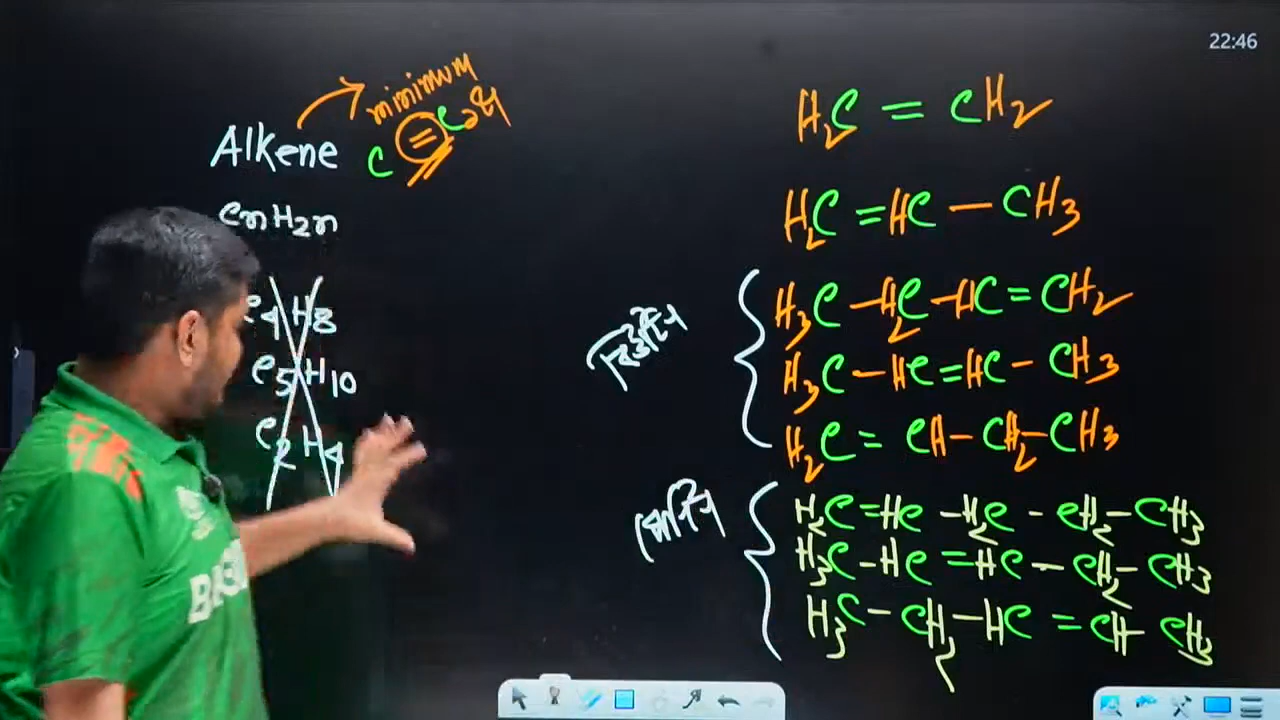 22:46
Alkene
minimum
C = C
CnH2n
C4H8
C5H10
C2H4
H2C = CH2
H2C = HC — CH3
বিউটিন
H3C — H2C — HC = CH2
H3C — HC = HC — CH3
H2C = CH — CH2 — CH3
পেনটিন
H2C = HC — H2C — CH2 — CH3
H3C — HC = HC — CH2 — CH3
H3C — CH2 — HC = CH — CH3